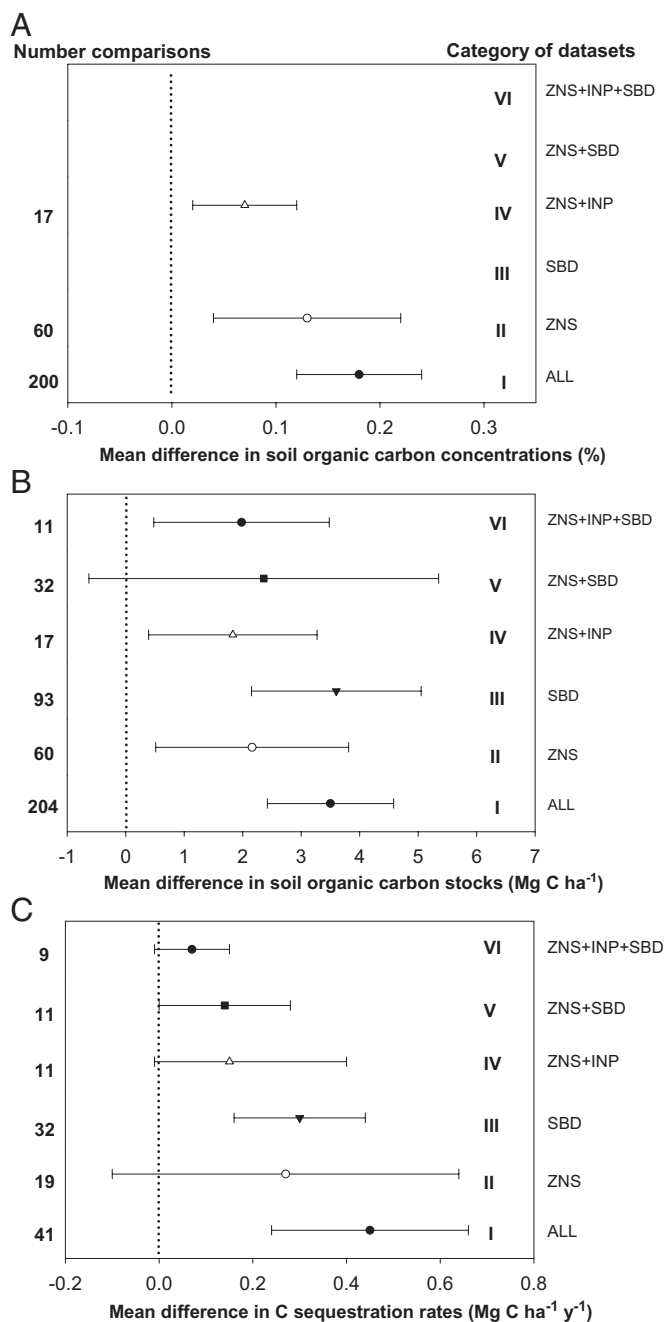 A
Number comparisons Category of datasets
VI ZNS+INP+SBD
V ZNS+SBD
17 IV ZNS+INP
III SBD
60 II ZNS
200 I ALL
-0.1 0.0 0.1 0.2 0.3
Mean difference in soil organic carbon concentrations (%)
B
11 VI ZNS+INP+SBD
32 V ZNS+SBD
17 IV ZNS+INP
93 III SBD
60 II ZNS
204 I ALL
-1 0 1 2 3 4 5 6 7
Mean difference in soil organic carbon stocks (Mg C ha⁻¹)
C
9 VI ZNS+INP+SBD
11 V ZNS+SBD
11 IV ZNS+INP
32 III SBD
19 II ZNS
41 I ALL
-0.2 0.0 0.2 0.4 0.6 0.8
Mean difference in C sequestration rates (Mg C ha⁻¹ y⁻¹)